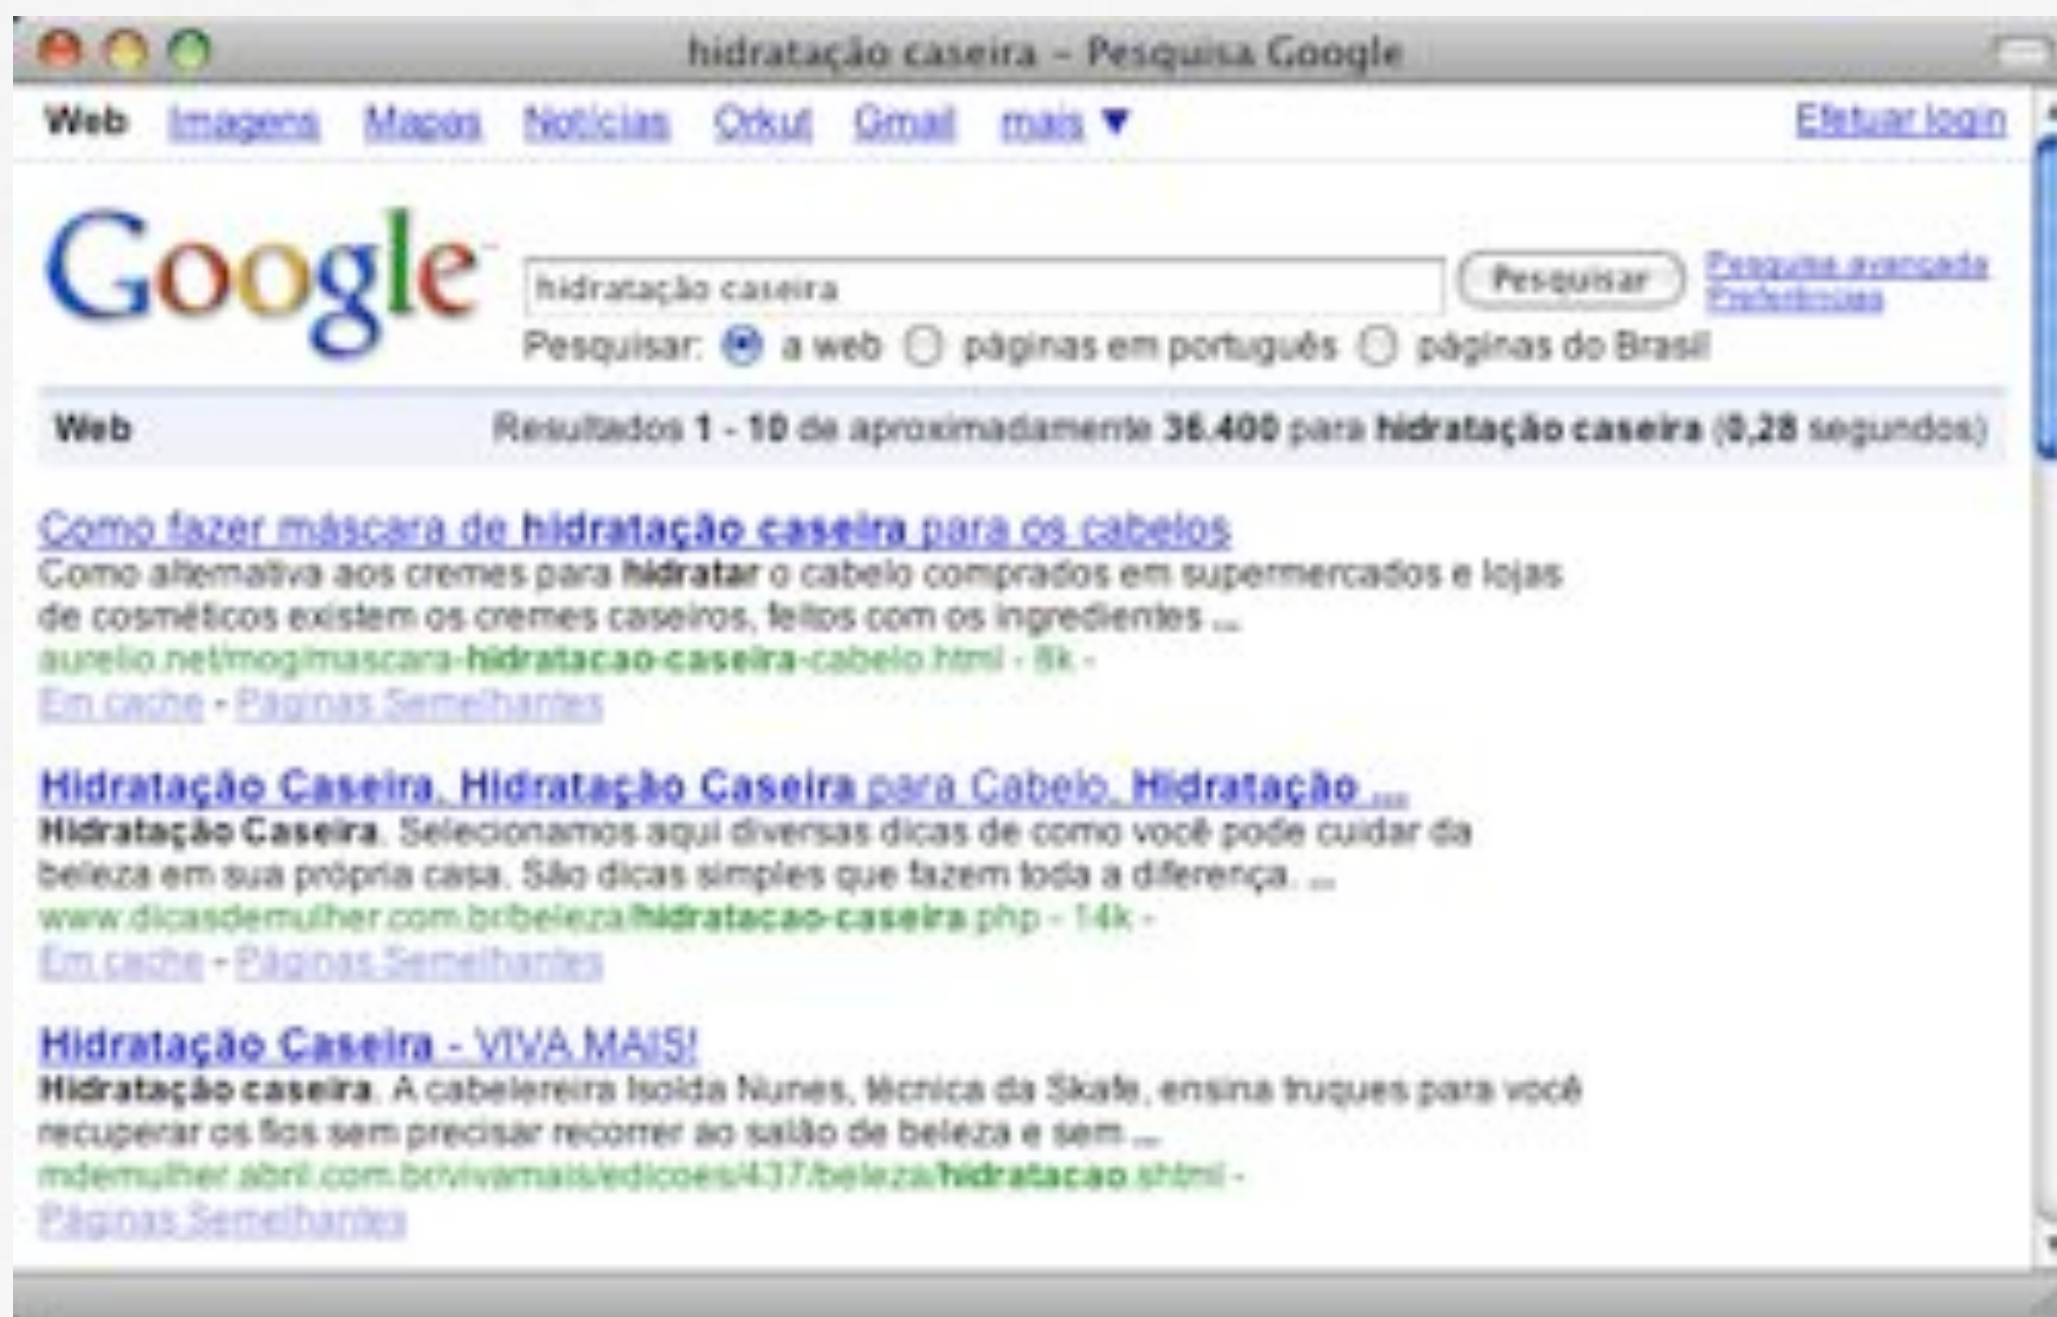 hidratação caseira – Pesquisa Google
Web Imagens Mapas Notícias Orkut Gmail mais ▼ Efetuar login
Google™
hidratação caseira Pesquisar Pesquisa avançada
Preferências
Pesquisar: a web páginas em português páginas do Brasil
Web Resultados 1 - 10 de aproximadamente 36.400 para hidratação caseira (0,28 segundos)
Como fazer máscara de hidratação caseira para os cabelos
Como alternativa aos cremes para hidratar o cabelo comprados em supermercados e lojas
de cosméticos existem os cremes caseiros, feitos com os ingredientes ...
aurelio.net/mog/mascara-hidratacao-caseira-cabelo.html - 8k -
Em cache - Páginas Semelhantes
Hidratação Caseira, Hidratação Caseira para Cabelo, Hidratação ...
Hidratação Caseira. Selecionamos aqui diversas dicas de como você pode cuidar da
beleza em sua própria casa. São dicas simples que fazem toda a diferença. ...
www.dicasdemulher.com.br/beleza/hidratacao-caseira.php - 14k -
Em cache - Páginas Semelhantes
Hidratação Caseira - VIVA MAIS!
Hidratação caseira. A cabelereira Isolda Nunes, técnica da Skafe, ensina truques para você
recuperar os fios sem precisar recorrer ao salão de beleza e sem ...
mdemulher.abril.com.br/vivamais/edicoes/437/beleza/hidratacao.shtml -
Páginas Semelhantes